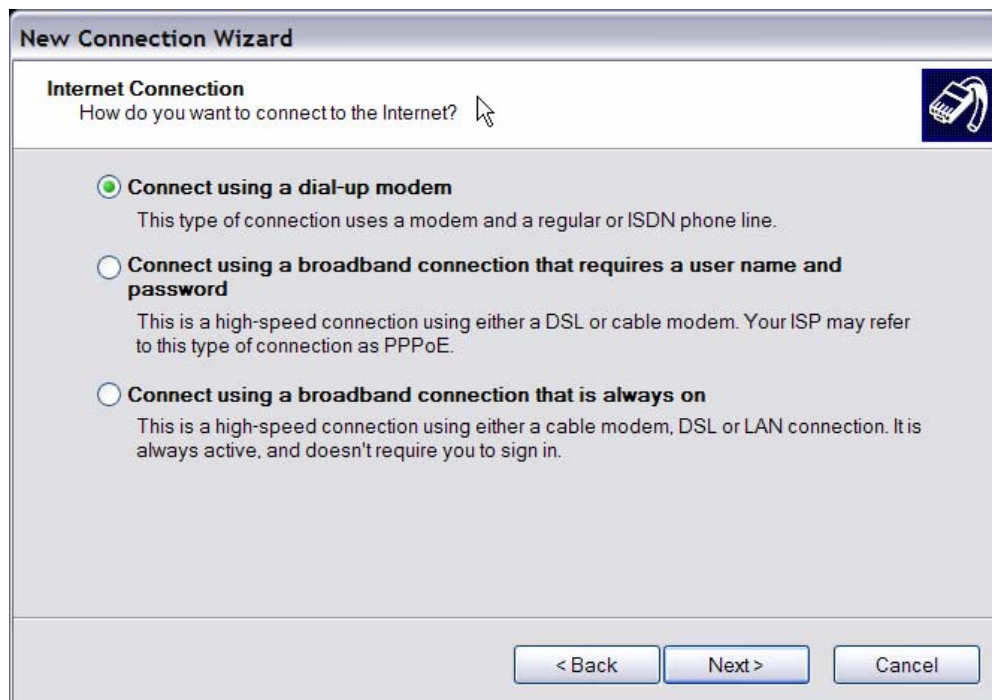 New Connection Wizard
Internet Connection
How do you want to connect to the Internet?
Connect using a dial-up modem
This type of connection uses a modem and a regular or ISDN phone line.
Connect using a broadband connection that requires a user name and
password
This is a high-speed connection using either a DSL or cable modem. Your ISP may refer
to this type of connection as PPPoE.
Connect using a broadband connection that is always on
This is a high-speed connection using either a cable modem, DSL or LAN connection. It is
always active, and doesn't require you to sign in.
< Back Next > Cancel